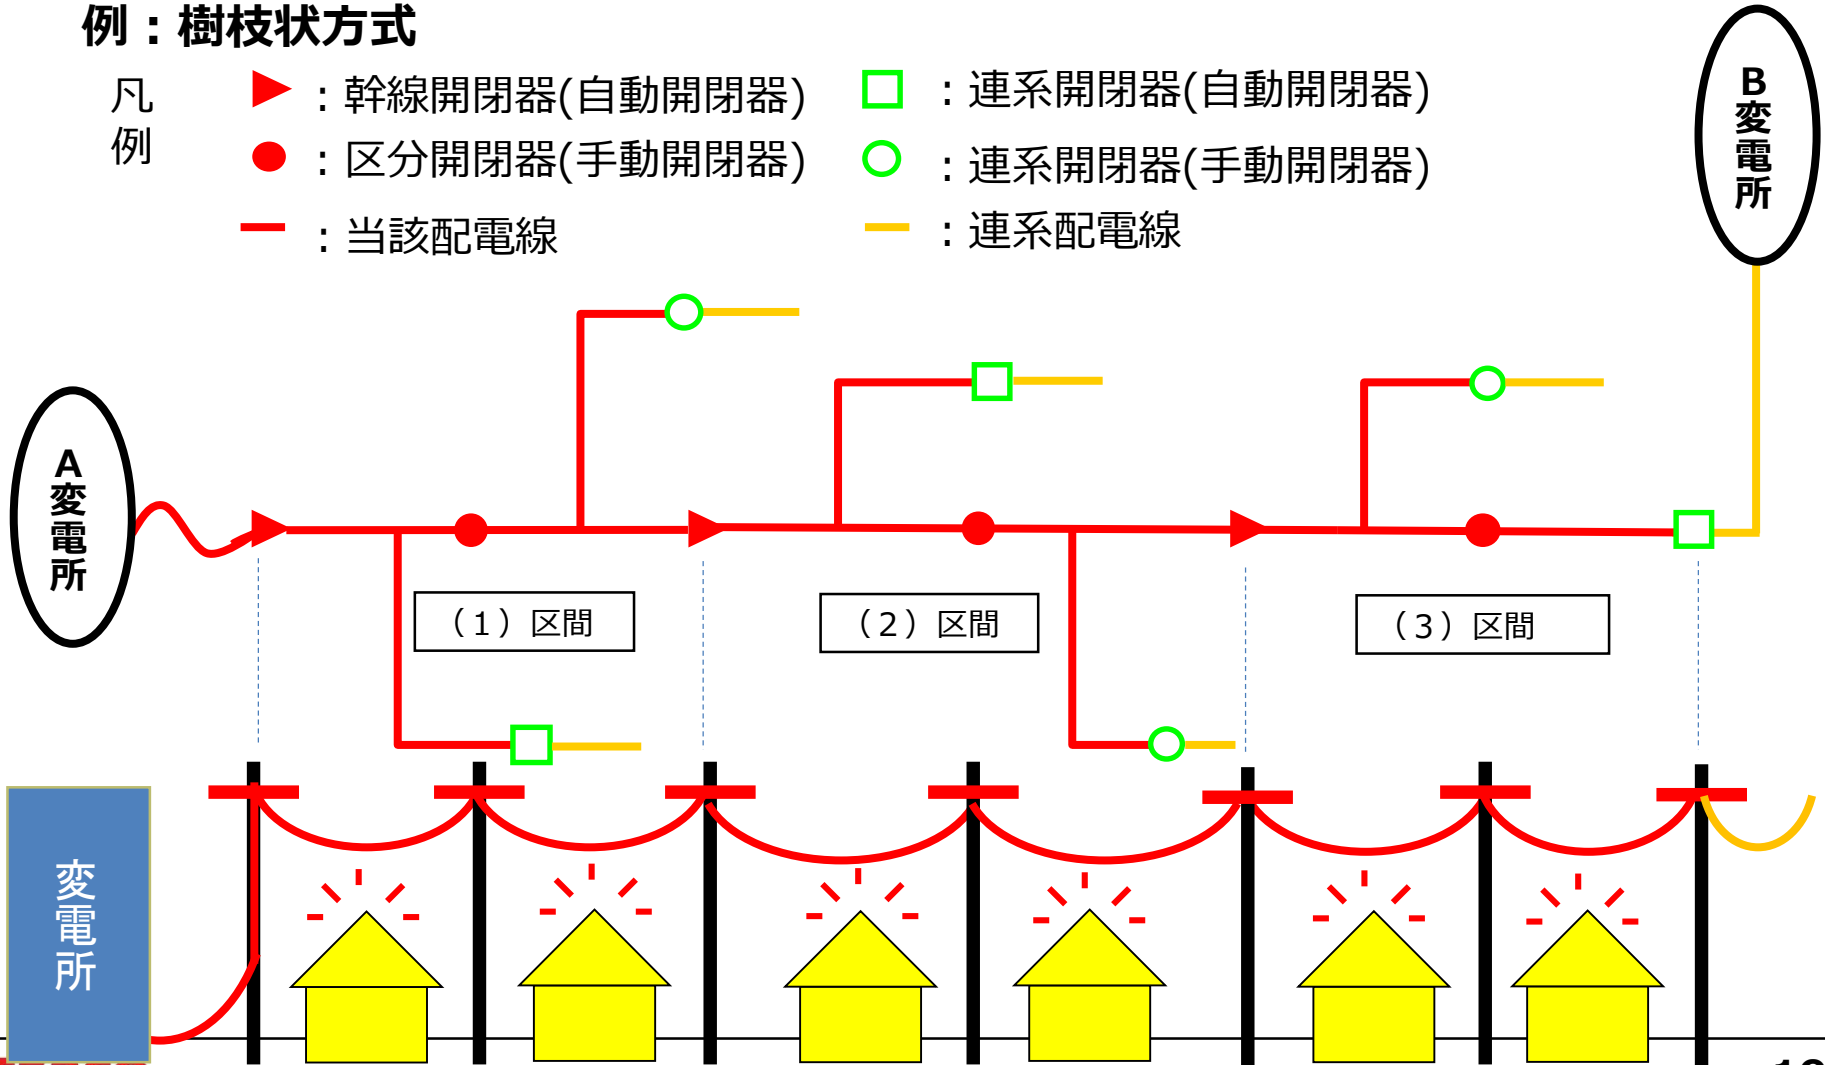 例：樹枝状方式
凡例
：幹線開閉器(自動開閉器)
：連系開閉器(自動開閉器)
：区分開閉器(手動開閉器)
：連系開閉器(手動開閉器)
：当該配電線
：連系配電線
B変電所
A変電所
（１）区間
（２）区間
（３）区間
変電所